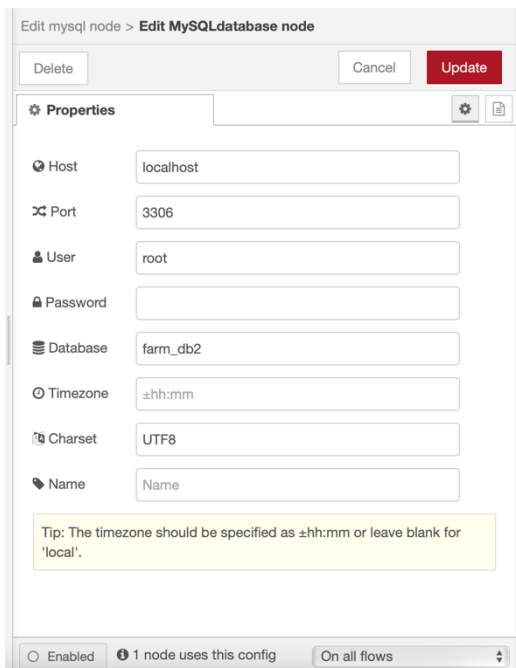 Edit mysql node > Edit MySQLdatabase node
Delete Cancel Update
Properties
Host localhost
Port 3306
User root
Password
Database farm_db2
Timezone ±hh:mm
Charset UTF8
Name Name
Tip: The timezone should be specified as ±hh:mm or leave blank for
'local'.
Enabled 1 node uses this config On all flows